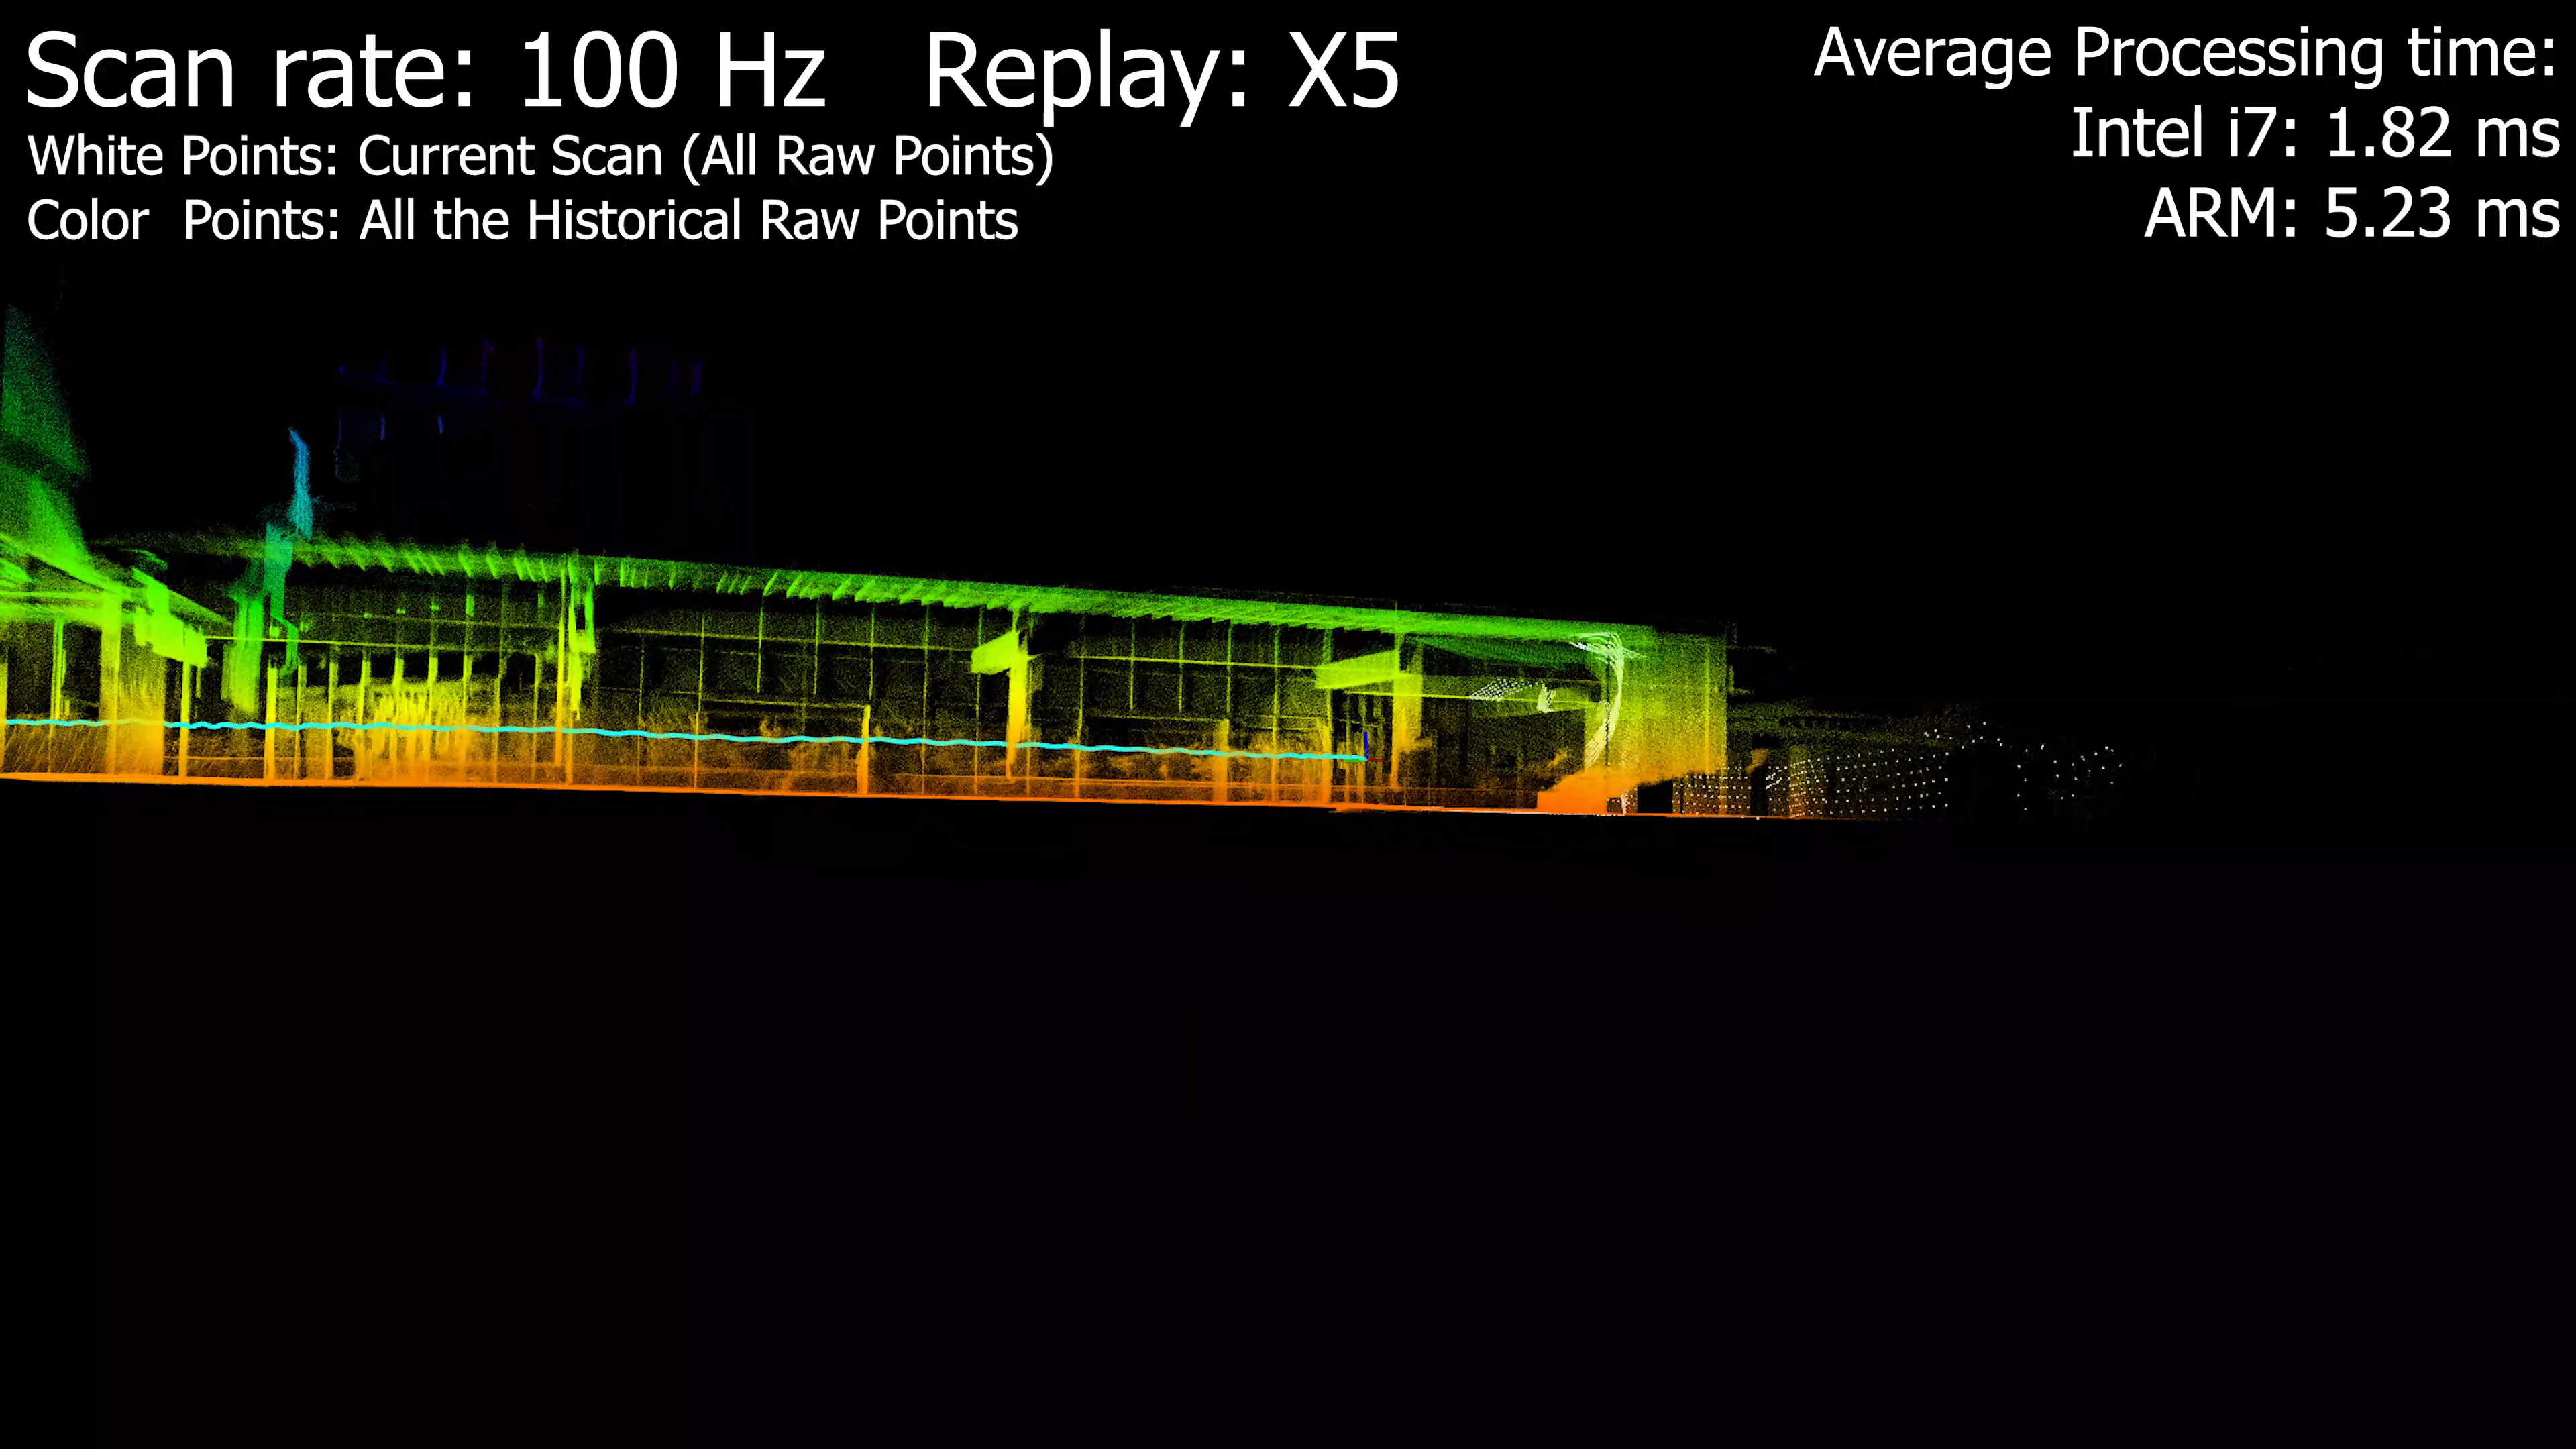 Scan rate: 100 Hz   Replay: X5
White Points: Current Scan (All Raw Points)
Color  Points: All the Historical Raw Points
Average Processing time:
Intel i7: 1.82 ms
ARM: 5.23 ms